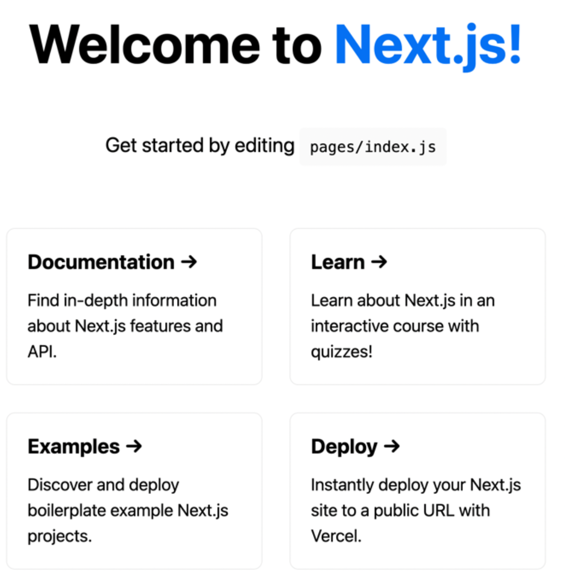 Welcome to Next.js!
Get started by editing pages/index.js
Documentation →
Find in-depth information
about Next.js features and
API.
Learn →
Learn about Next.js in an
interactive course with
quizzes!
Examples →
Discover and deploy
boilerplate example Next.js
projects.
Deploy →
Instantly deploy your Next.js
site to a public URL with
Vercel.